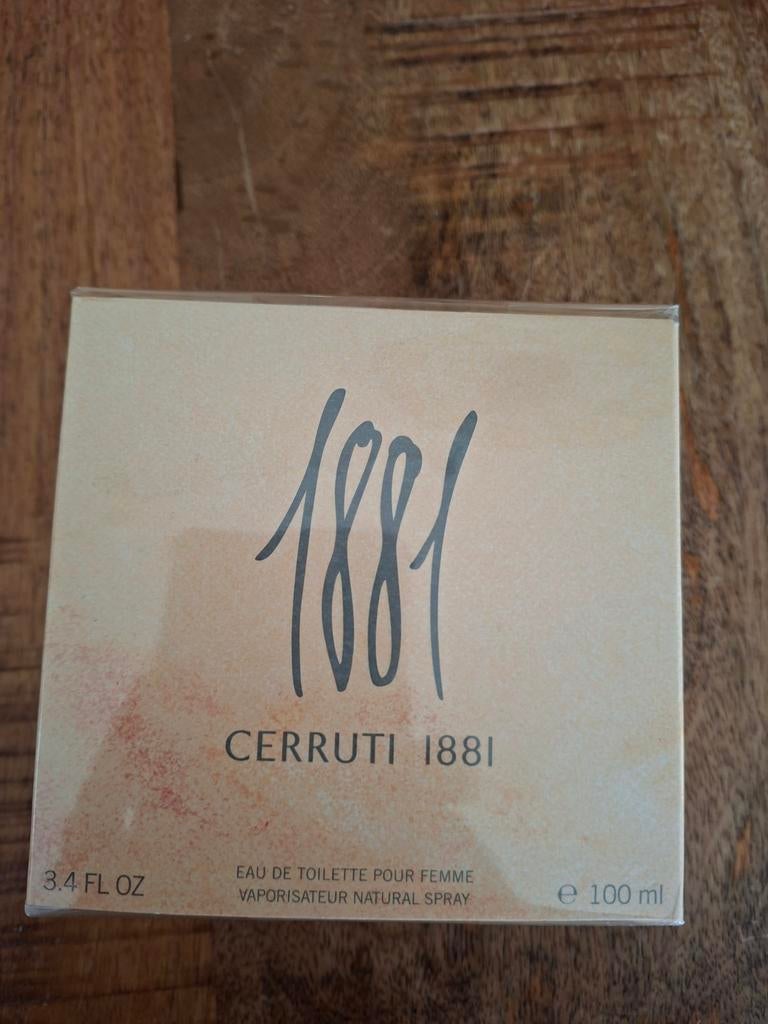 1881
CERRUTI 1881
EAU DE TOILETTE POUR FEMME
VAPORISATEUR NATURAL SPRAY
3.4 FL OZ
℮ 100 ml